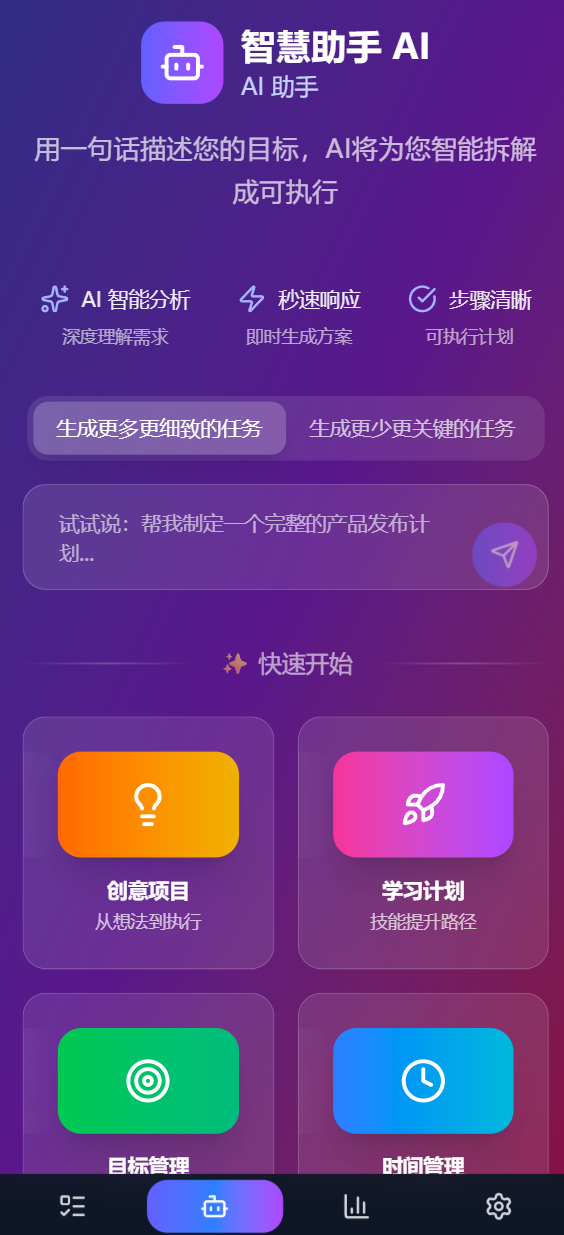 智慧助手 AI
AI 助手
用一句话描述您的目标，AI将为您智能拆解
成可执行
AI 智能分析
深度理解需求
秒速响应
即时生成方案
步骤清晰
可执行计划
生成更多更细致的任务
生成更少更关键的任务
试试说：帮我制定一个完整的产品发布计
划...
✨ 快速开始
创意项目
从想法到执行
学习计划
技能提升路径
目标管理
时间管理